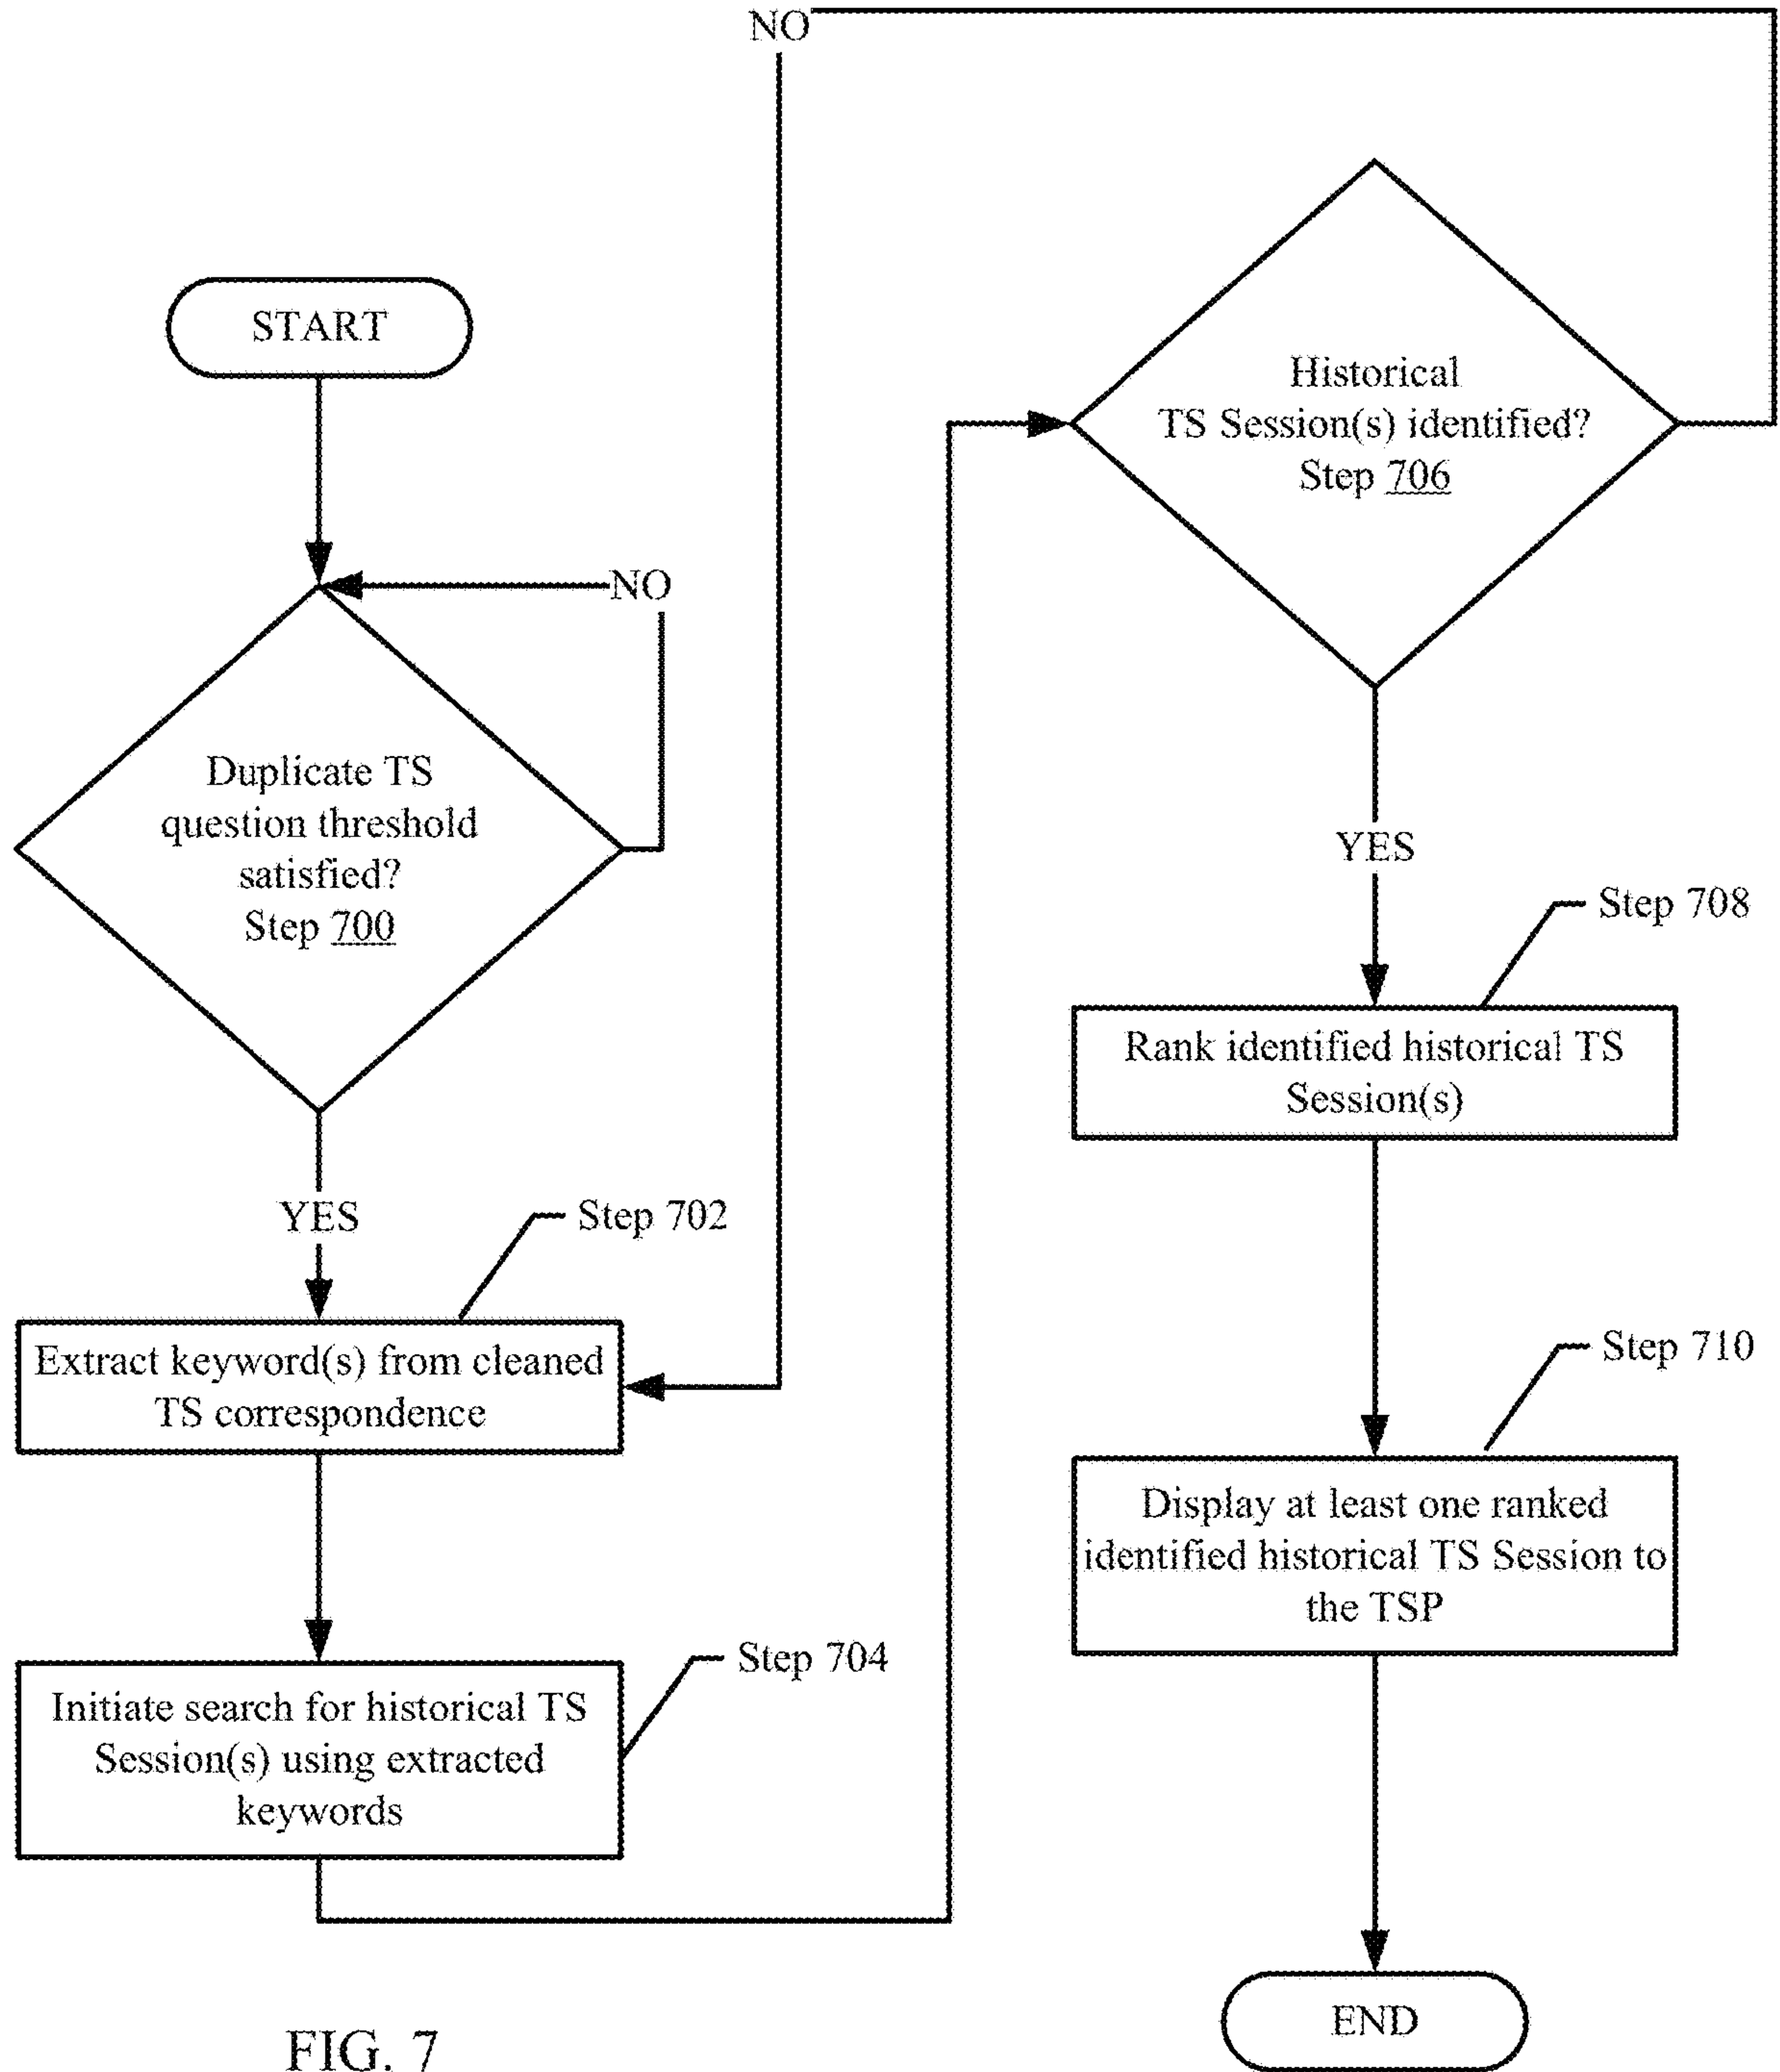 START
NO
Duplicate TS
question threshold
satisfied?
Step 700
YES
Step 702
Extract keyword(s) from cleaned
TS correspondence
Step 704
Initiate search for historical TS
Session(s) using extracted
keywords
NO
Historical
TS Session(s) identified?
Step 706
YES
Step 708
Rank identified historical TS
Session(s)
Step 710
Display at least one ranked
identified historical TS Session to
the TSP
END
FIG. 7